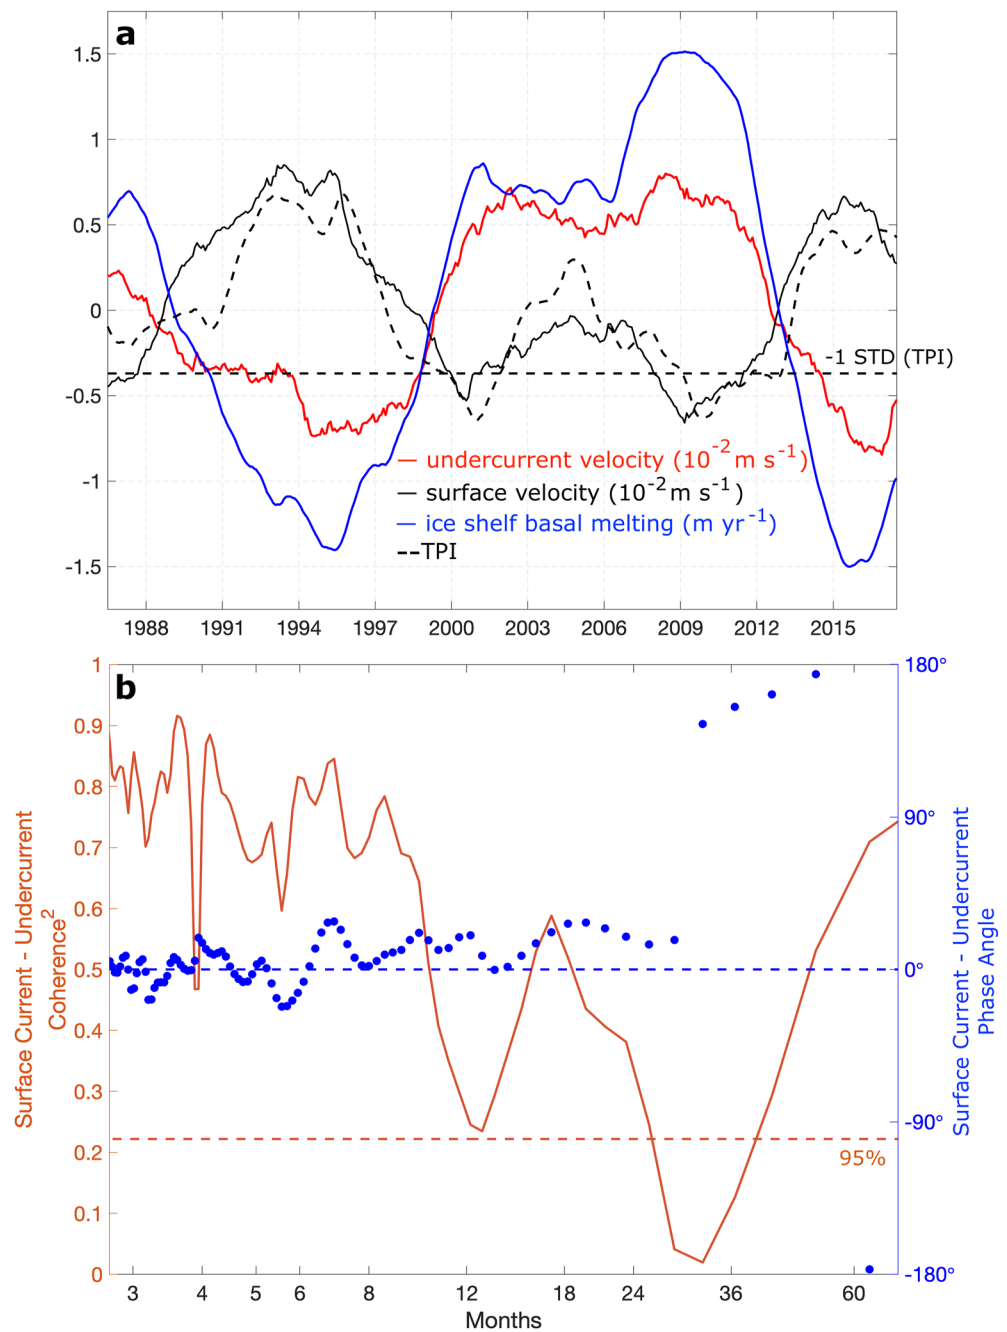 a
1.5
1
0.5
0
-0.5
-1
-1.5
-1 STD (TPI)
undercurrent velocity (10-2 m s-1)
surface velocity (10-2 m s-1)
ice shelf basal melting (m yr-1)
--TPI
1988 1991 1994 1997 2000 2003 2006 2009 2012 2015
b
1
0.9
0.8
0.7
0.6
0.5
0.4
0.3
0.2
0.1
0
Surface Current - Undercurrent
Coherence2
180°
90°
0°
-90°
-180°
Surface Current - Undercurrent
Phase Angle
95%
3 4 5 6 8 12 18 24 36 60
Months